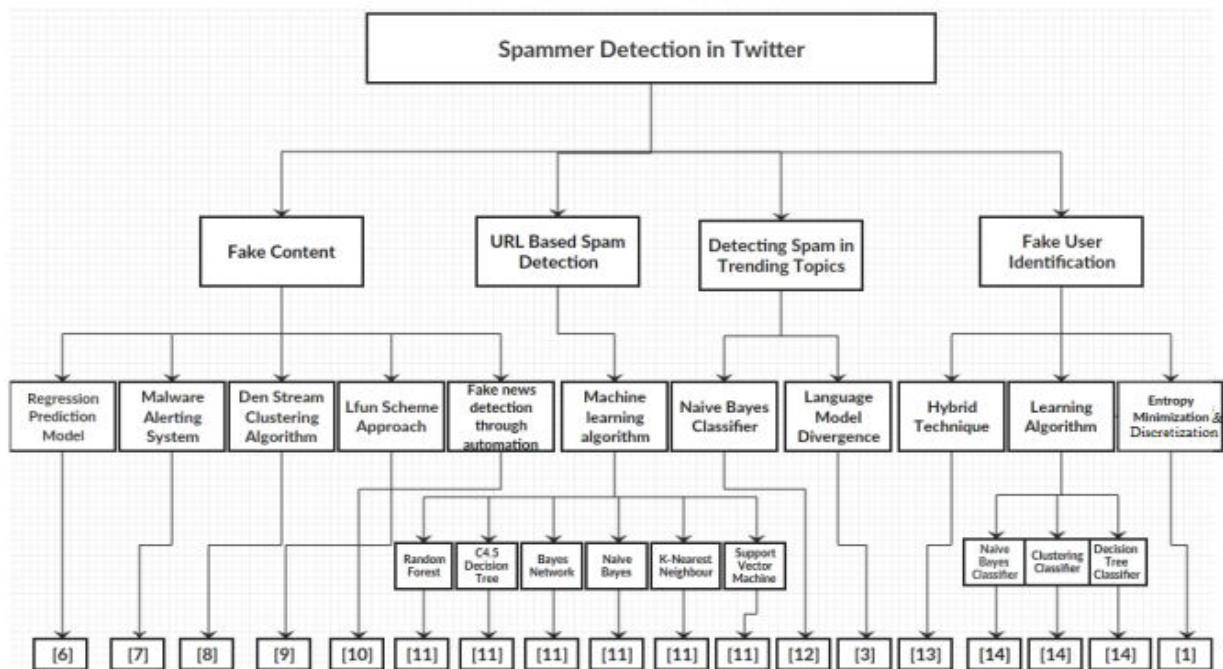 Spammer Detection in Twitter
Fake Content
URL Based Spam
Detection
Detecting Spam in
Trending Topics
Fake User
Identification
Regression
Prediction
Model
Malware
Alerting
System
Den Stream
Clustering
Algorithm
Lfun Scheme
Approach
Fake news
detection
through
automation
Machine
learning
algorithm
Naive Bayes
Classifier
Language
Model
Divergence
Hybrid
Technique
Learning
Algorithm
Entropy
Minimization &
Discretization
Random
Forest
C4.5
Decision
Tree
Bayes
Network
Naive
Bayes
K-Nearest
Neighbour
Support
Vector
Machine
Naive
Bayes
Classifier
Clustering
Classifier
Decision
Tree
Classifier
[6]
[7]
[8]
[9]
[10]
[11]
[11]
[11]
[11]
[11]
[11]
[12]
[3]
[13]
[14]
[14]
[14]
[1]